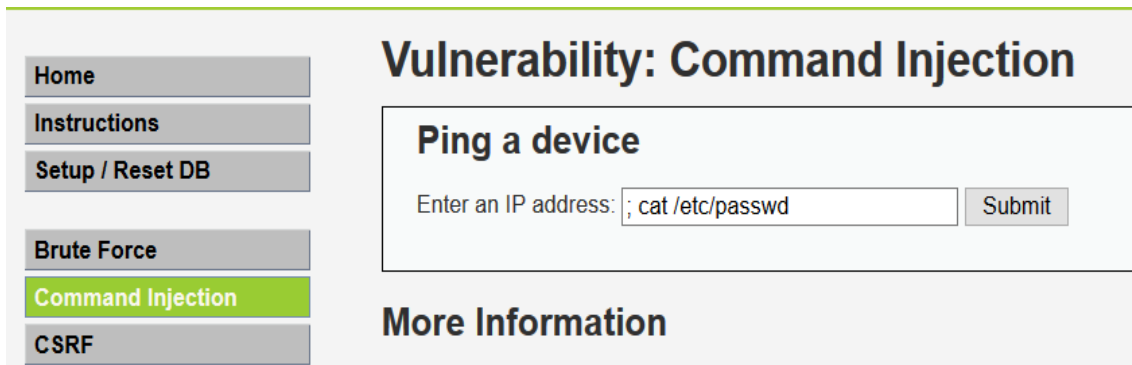 Home
Instructions
Setup / Reset DB
Brute Force
Command Injection
CSRF
Vulnerability: Command Injection
Ping a device
Enter an IP address: ; cat /etc/passwd Submit
More Information